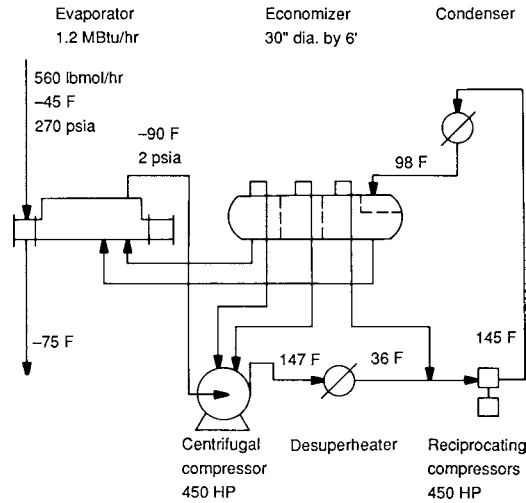 Evaporator
1.2 MBtu/hr
Economizer
30" dia. by 6'
Condenser
560 lbmol/hr
–45 F
270 psia
–90 F
2 psia
98 F
–75 F
147 F
36 F
145 F
Centrifugal
compressor
450 HP
Desuperheater
Reciprocating
compressors
450 HP